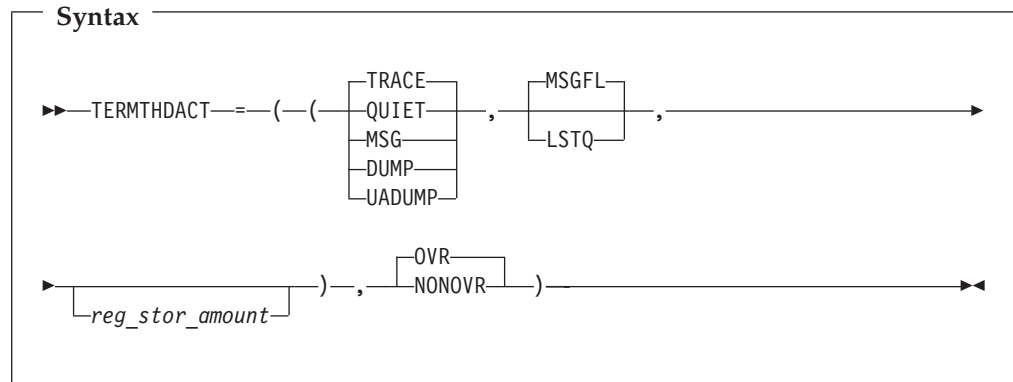 Syntax
TRACE MSGFL
TERMTHDACT = ( ( QUIET , , 
MSG LSTQ
DUMP
UADUMP
OVR
) , NONOVR )
reg_stor_amount